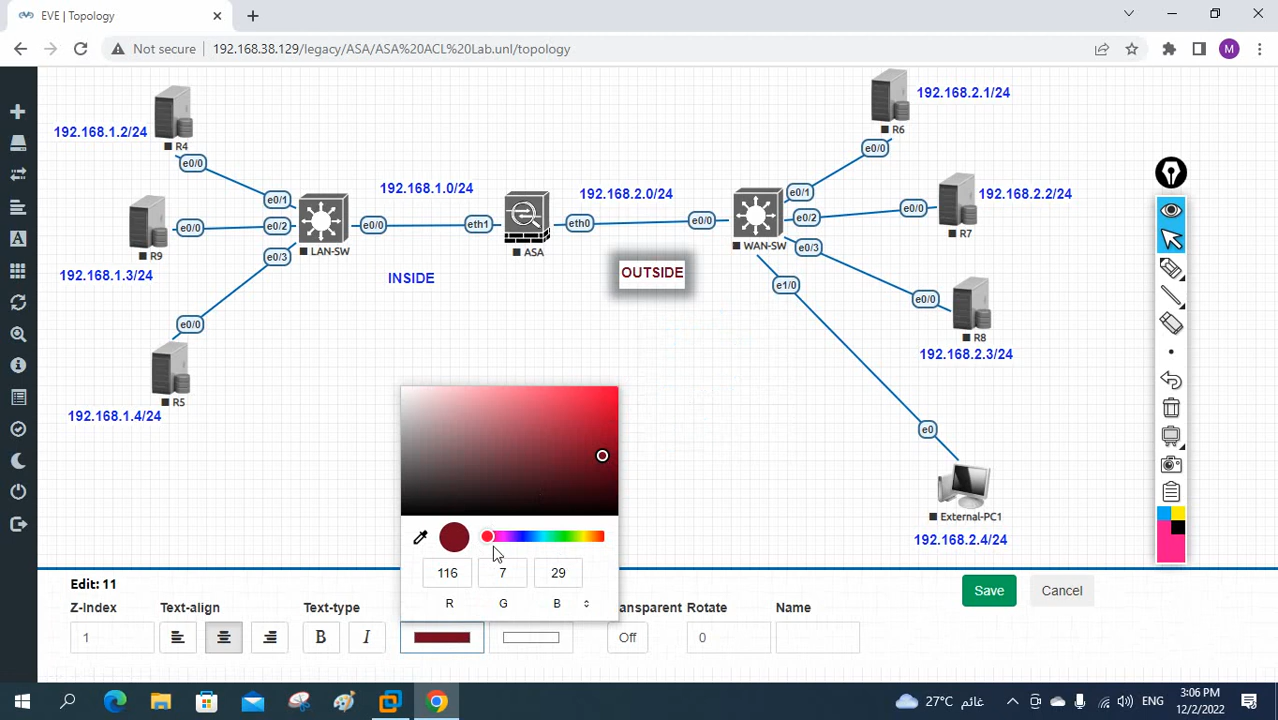 EVE | Topology
Not secure
192.168.38.129/legacy/ASA/ASA%20ACL%20Lab.unl/topology
M
192.168.2.1/24
R6
e0/0
192.168.1.2/24
R4
e0/0
192.168.1.0/24
192.168.2.0/24
e0/1
e0/1
192.168.2.2/24
R7
e0/0
R9
e0/0
e0/2
e0/0
eth1
eth0
e0/0
e0/2
LAN-SW
ASA
WAN-SW
e0/3
e0/3
192.168.1.3/24
INSIDE
OUTSIDE
e1/0
e0/0
R8
192.168.2.3/24
e0/0
R5
192.168.1.4/24
e0
External-PC1
192.168.2.4/24
116
7
29
R
G
B
Edit: 11
Z-Index
Text-align
Text-type
ansparent
Rotate
Name
Save
Cancel
1
B
I
Off
0
27°C غائم
ENG
3:06 PM
12/2/2022